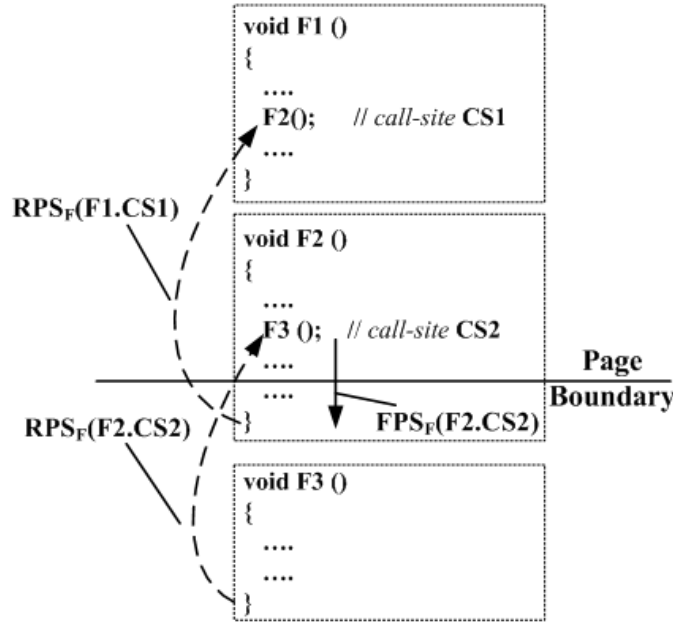 void F1 ()
{
....
F2(); // call-site CS1
....
}
RPSF(F1.CS1)
void F2 ()
{
....
F3 (); // call-site CS2
....
Page
Boundary
....
}
FPSF(F2.CS2)
RPSF(F2.CS2)
void F3 ()
{
....
....
}